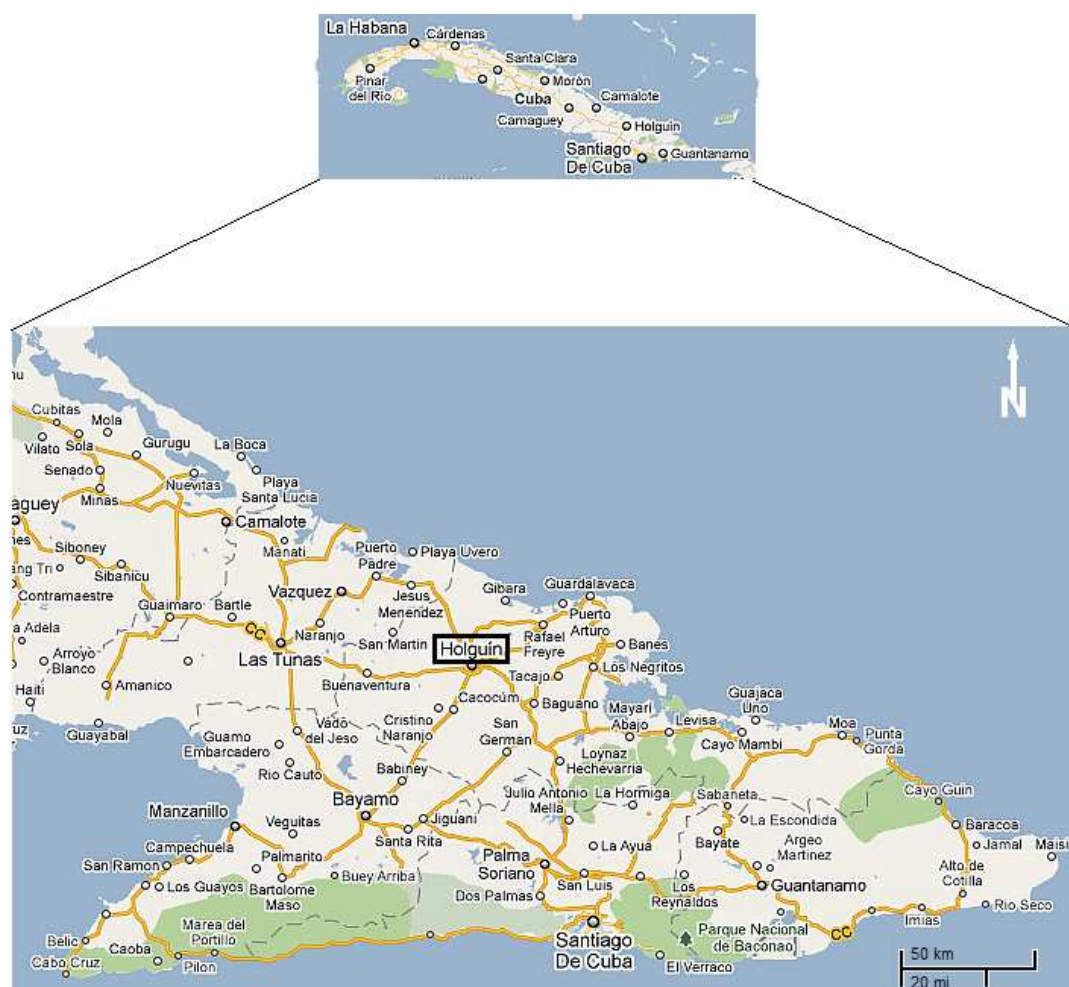 La Habana
Cárdenas
Santa Clara
Pinar
del Rio
Morón
Cuba
Camalote
Camaguey
Holguín
Santiago
De Cuba
Guantanamo
N
Cubitas
Mola
Vilato
Sola
Gurugu
La Boca
Senado
Nuevitas
Playa
Santa Lucia
Minas
aguey
Camalote
Manati
Puerto
Padre
Playa Uvero
Siboney
Sibanicu
ang Tri
Contramaestre
Vazquez
Jesus
Menendez
Gibara
Guardalavaca
Guaimaro
Bartle
CC
Naranjo
San Martin
Holguín
Rafael
Freyre
Puerto
Arturo
Banes
a Adela
Arroyo
Blanco
Las Tunas
Los Negritos
Haiti
Amanico
Buenaventura
Tacajo
Cacocúm
Baguano
Mayarí
Abajo
Guajaca
Uno
Guayabal
Guamo
Embarcadero
Vado
del Jeso
Cristino
Naranjo
San
German
Levisa
Cayo Mambi
Moa
Punta
Gorda
Rio Cauto
Babiney
Loynaz
Hechevarria
Julio Antonio
Mella
La Hormiga
Sabaneta
Cayo Guin
Manzanillo
Bayamo
Veguitas
Jiguani
Santa Rita
La Escondida
Bayate
Argeo
Martinez
Baracoa
Jamal
Maisi
San Ramon
Campechuela
Palmarito
Buey Arriba
Palma
Soriano
La Ayua
Los Guayos
Bartolome
Maso
Dos Palmas
San Luis
Los
Reynaldos
Guantanamo
Alto de
Cotilla
Imias
Rio Seco
Belic
Caoba
Marea del
Portillo
Santiago
De Cuba
Parque Nacional
de Baconao
CC
Cabo Cruz
Pilon
El Verraco
50 km
20 mi